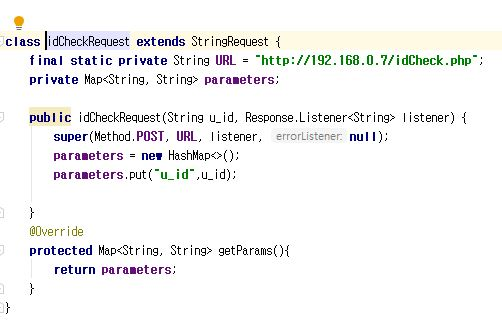 class idCheckRequest extends StringRequest {
    final static private String URL = "http://192.168.0.7/idCheck.php";
    private Map<String, String> parameters;
    public idCheckRequest(String u_id, Response.Listener<String> listener) {
        super(Method.POST, URL, listener, errorListener: null);
        parameters = new HashMap<>();
        parameters.put("u_id",u_id);
    }
    @Override
    protected Map<String, String> getParams(){
        return parameters;
    }
}